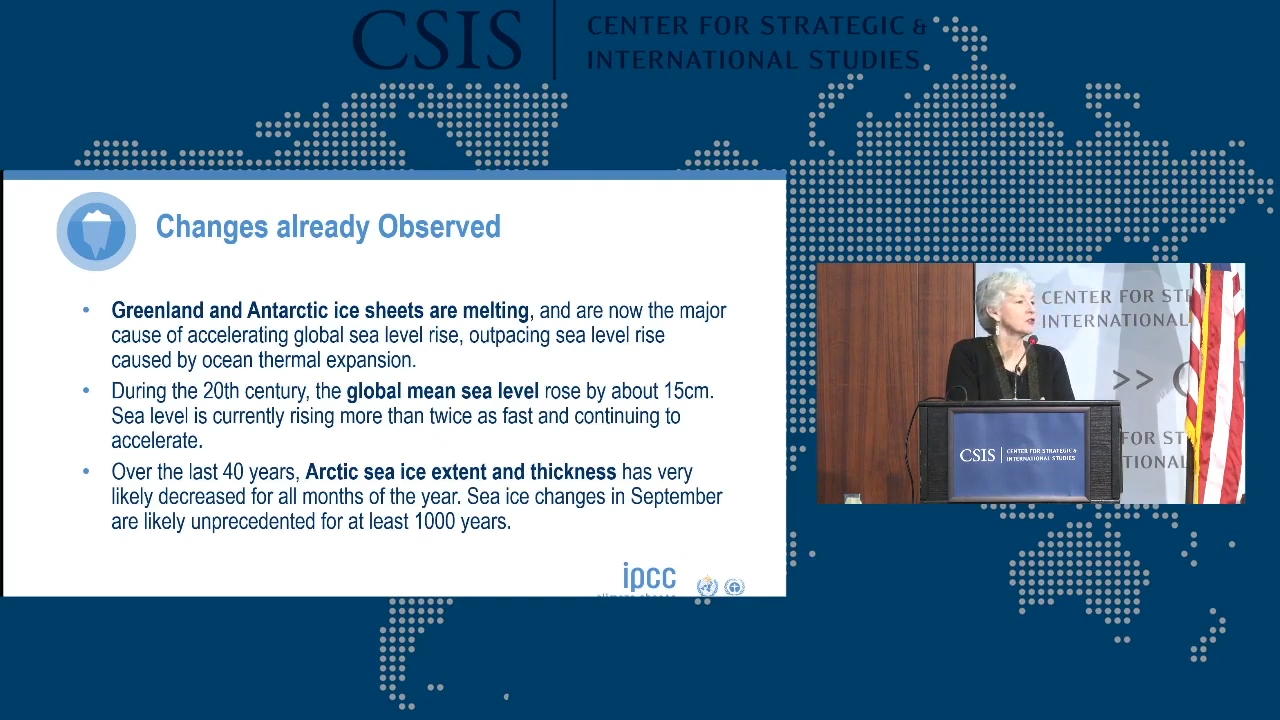 CSIS
CENTER FOR STRATEGIC &
INTERNATIONAL STUDIES
Changes already Observed
• Greenland and Antarctic ice sheets are melting, and are now the major
cause of accelerating global sea level rise, outpacing sea level rise
caused by ocean thermal expansion.
• During the 20th century, the global mean sea level rose by about 15cm.
Sea level is currently rising more than twice as fast and continuing to
accelerate.
• Over the last 40 years, Arctic sea ice extent and thickness has very
likely decreased for all months of the year. Sea ice changes in September
are likely unprecedented for at least 1000 years.
ipcc
CENTER FOR ST
INTERNATIONAL
>> C
FOR ST
TIONAL
CSIS
CENTER FOR STRATEGIC &
INTERNATIONAL STUDIES